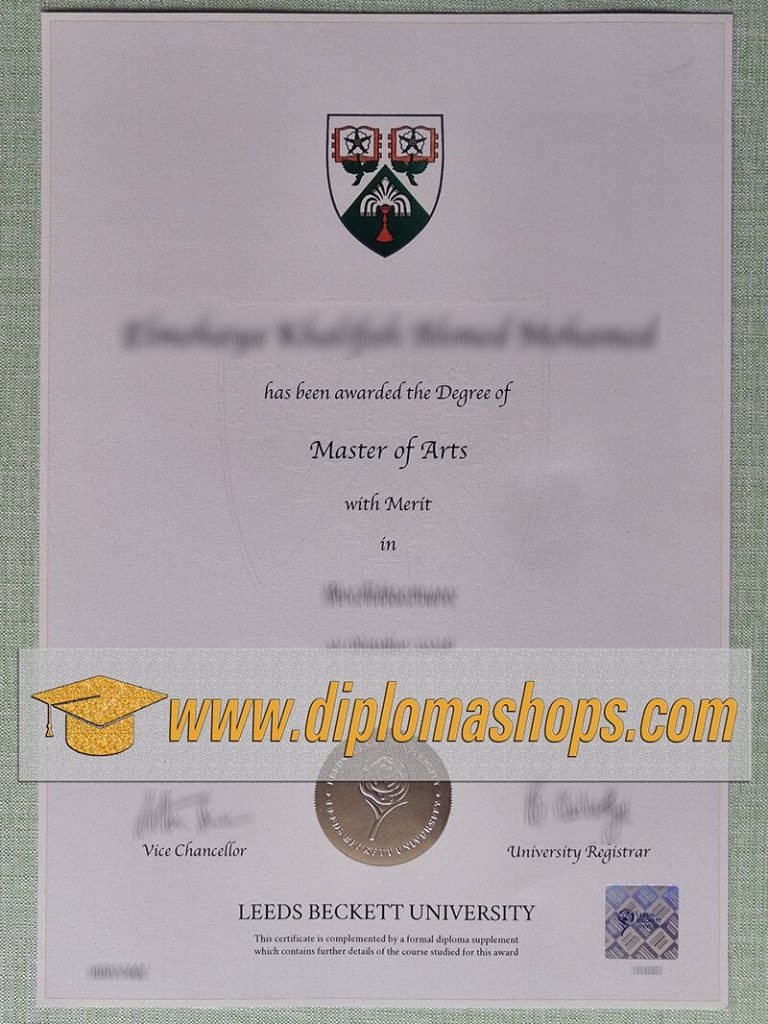 has been awarded the Degree of
Master of Arts
with Merit
in
www.diplomashops.com
LEEDS BECKETT UNIVERSITY
Vice Chancellor
University Registrar
LEEDS BECKETT UNIVERSITY
LEEDS BECKETT
This certificate is complemented by a formal diploma supplement
which contains further details of the course studied for this award